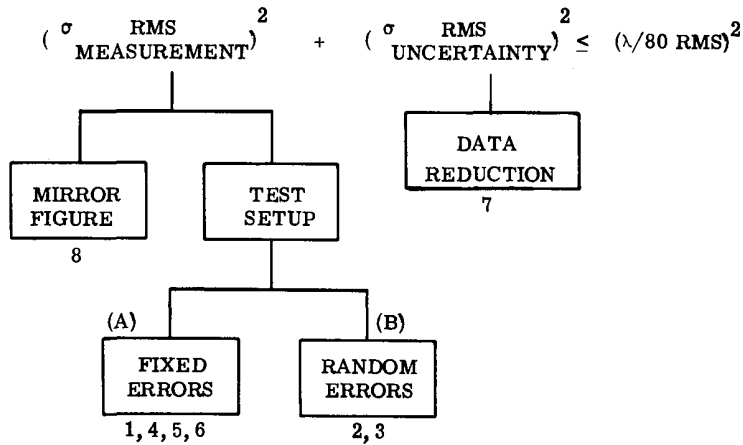 ( σ RMS MEASUREMENT )² + ( σ RMS UNCERTAINTY )² ≤ (λ/80 RMS)²
MIRROR
FIGURE
8
TEST
SETUP
DATA
REDUCTION
7
(A)
FIXED
ERRORS
1, 4, 5, 6
(B)
RANDOM
ERRORS
2, 3